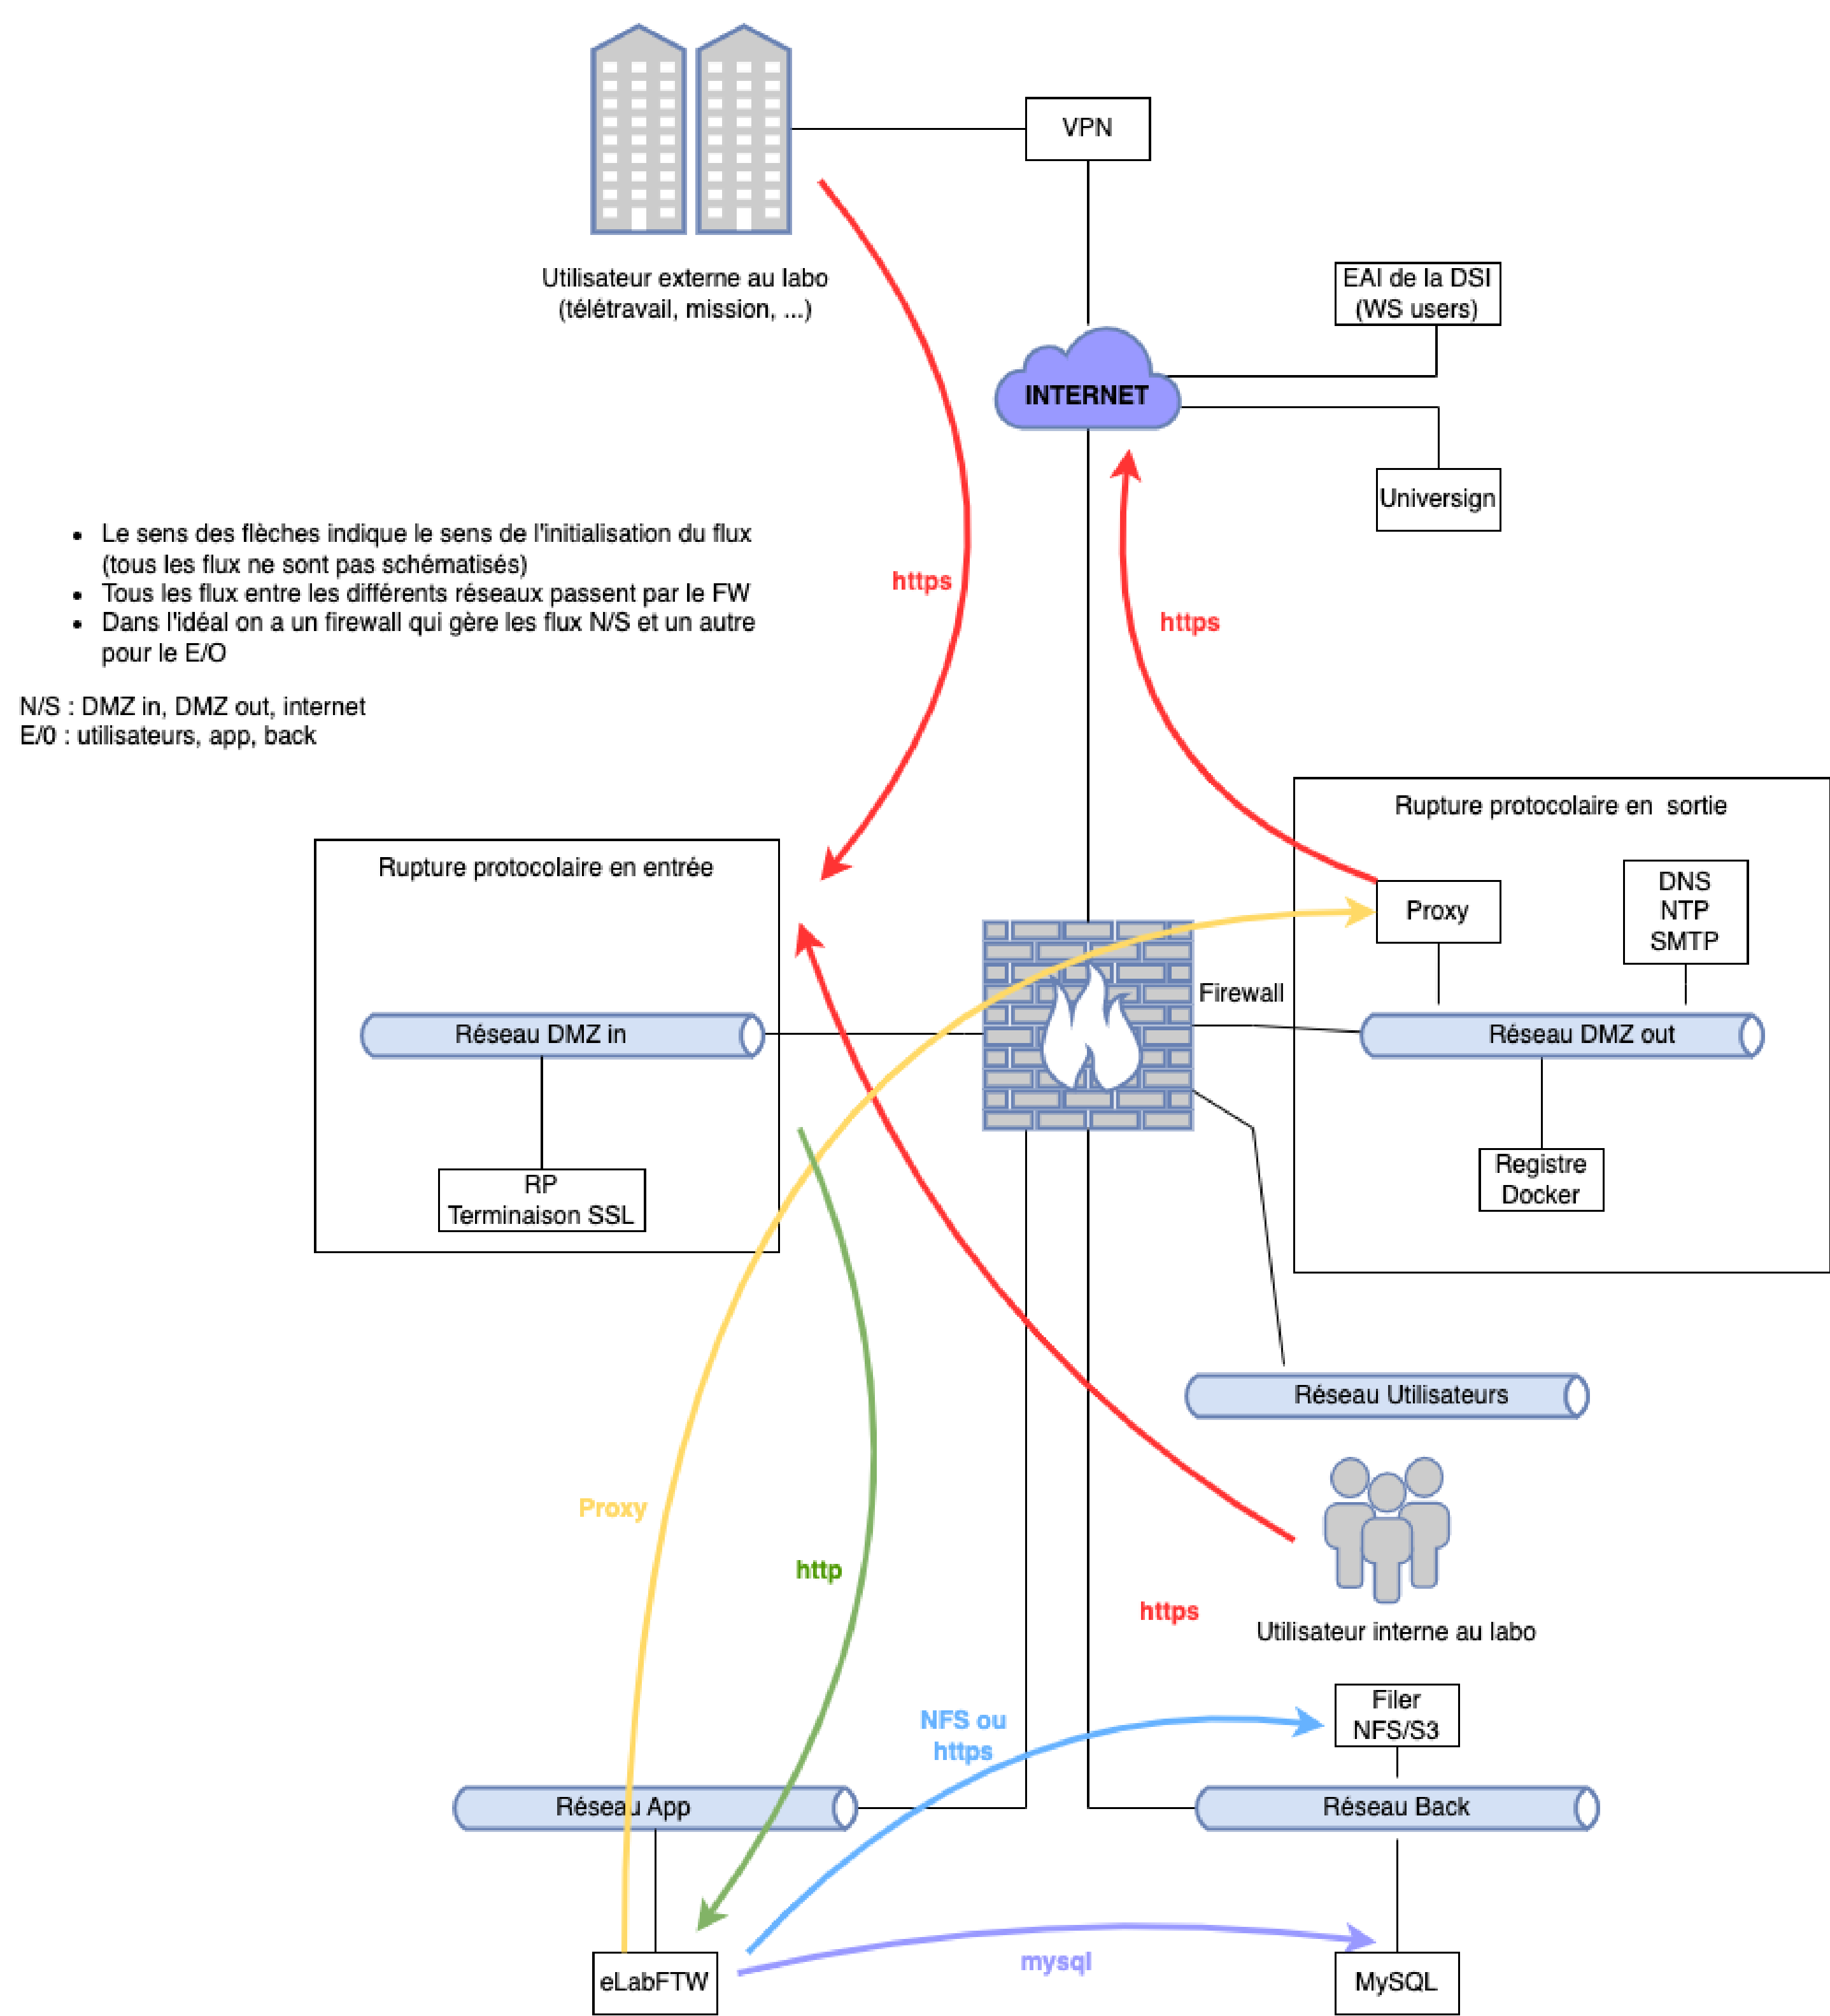 VPN
Utilisateur externe au labo
(télétravail, mission, ...)
EAI de la DSI
(WS users)
INTERNET
Universign
• Le sens des flèches indique le sens de l'initialisation du flux
(tous les flux ne sont pas schématisés)
• Tous les flux entre les différents réseaux passent par le FW
• Dans l'idéal on a un firewall qui gère les flux N/S et un autre
pour le E/O
https
https
N/S : DMZ in, DMZ out, internet
E/0 : utilisateurs, app, back
Rupture protocolaire en entrée
Rupture protocolaire en sortie
Proxy
DNS
NTP
SMTP
Firewall
Réseau DMZ in
Réseau DMZ out
RP
Terminaison SSL
Registre
Docker
Réseau Utilisateurs
Proxy
http
https
Utilisateur interne au labo
NFS ou
https
Filer
NFS/S3
Réseau App
Réseau Back
mysql
eLabFTW
MySQL